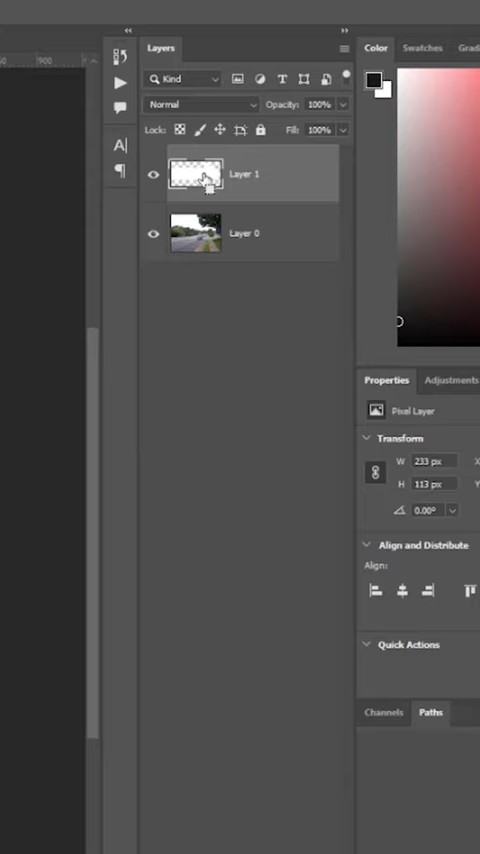 Layers
Color Swatches
900
Kind
Normal Opacity: 100%
Lock: Fill: 100%
Layer 1
Layer 0
Properties Adjustments
Pixel Layer
Transform
W 233 px X
H 113 px Y
0.00°
Align and Distribute
Align:
Quick Actions
Channels Paths